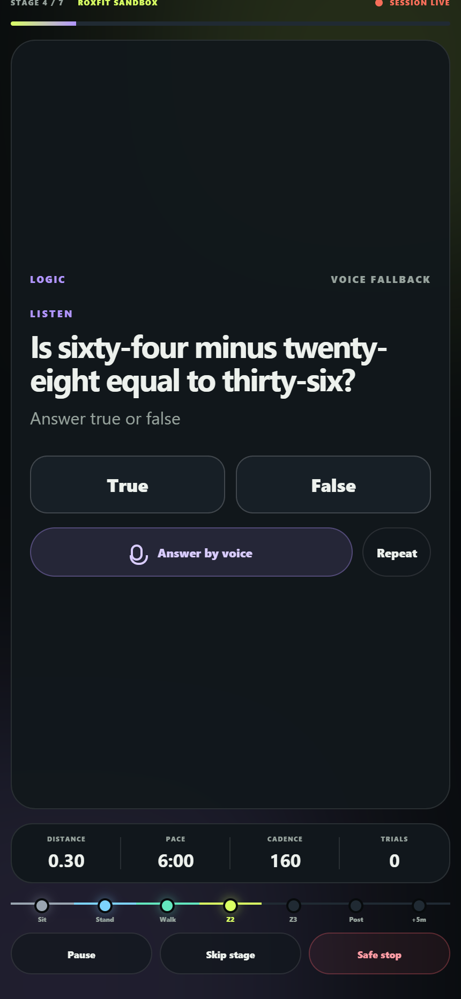 STAGE 4 / 7 ROXFIT SANDBOX SESSION LIVE
LOGIC VOICE FALLBACK
LISTEN
Is sixty-four minus twenty-
eight equal to thirty-six?
Answer true or false
True False
Answer by voice Repeat
DISTANCE PACE CADENCE TRIALS
0.30 6:00 160 0
Sit Stand Walk Z2 Z3 Post +5m
Pause Skip stage Safe stop